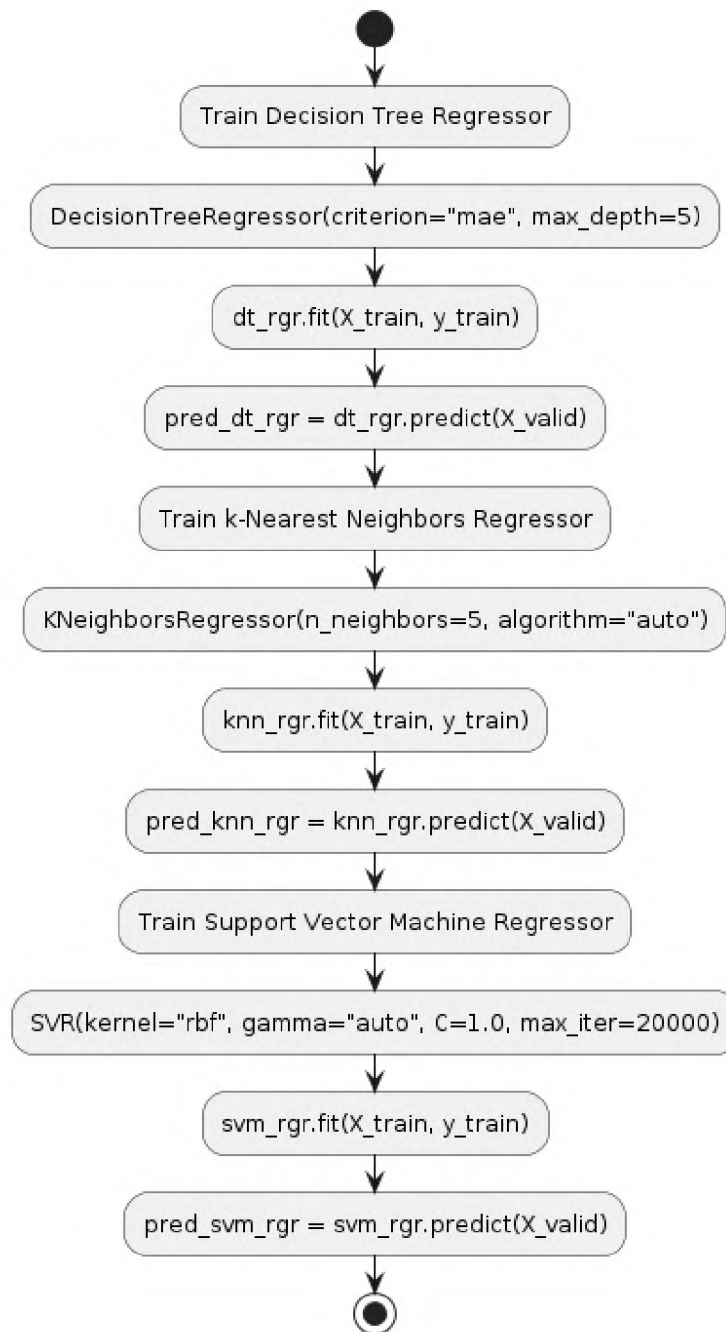 Train Decision Tree Regressor
DecisionTreeRegressor(criterion="mae", max_depth=5)
dt_rgr.fit(X_train, y_train)
pred_dt_rgr = dt_rgr.predict(X_valid)
Train k-Nearest Neighbors Regressor
KNeighborsRegressor(n_neighbors=5, algorithm="auto")
knn_rgr.fit(X_train, y_train)
pred_knn_rgr = knn_rgr.predict(X_valid)
Train Support Vector Machine Regressor
SVR(kernel="rbf", gamma="auto", C=1.0, max_iter=20000)
svm_rgr.fit(X_train, y_train)
pred_svm_rgr = svm_rgr.predict(X_valid)